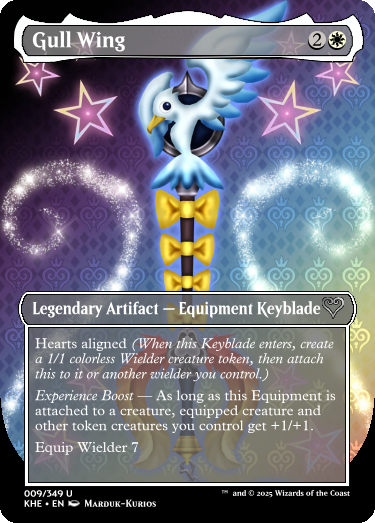 Gull Wing 2
Legendary Artifact — Equipment Keyblade
Hearts aligned (When this Keyblade enters, create
a 1/1 colorless Wielder creature token, then attach
this to it or another wielder you control.)
Experience Boost — As long as this Equipment is
attached to a creature, equipped creature and
other token creatures you control get +1/+1.
Equip Wielder 7
009/349 U
KHE • EN Marduk-Kurios
™ and © 2025 Wizards of the Coast